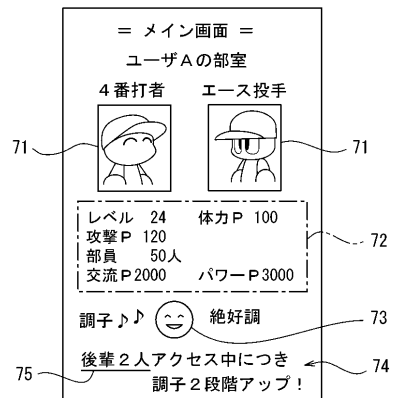 = メイン画面 =
ユーザAの部室
4番打者 エース投手
71 71
レベル 24 体力P 100
攻撃P 120
部員 50人
交流P2000 パワーP3000
72
調子♪♪ 絶好調
73
後輩2人アクセス中につき
74
75
調子2段階アップ!